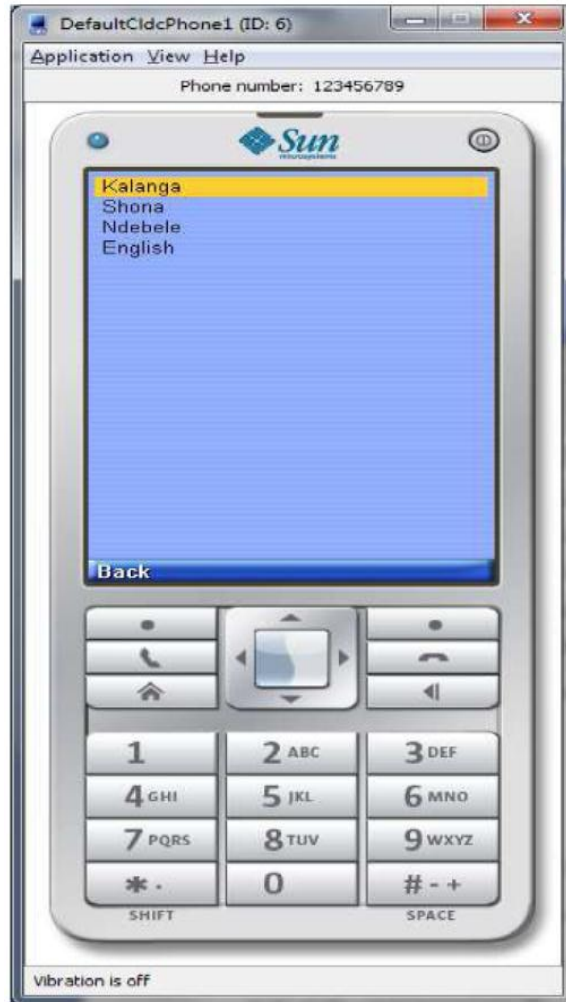 DefaultCldcPhone1 (ID: 6)
Application View Help
Phone number: 123456789
Sun
microsystems
Kalanga
Shona
Ndebele
English
Back
1 2 ABC 3 DEF
4 GHI 5 JKL 6 MNO
7 PQRS 8 TUV 9 WXYZ
* . 0 # - +
SHIFT SPACE
Vibration is off